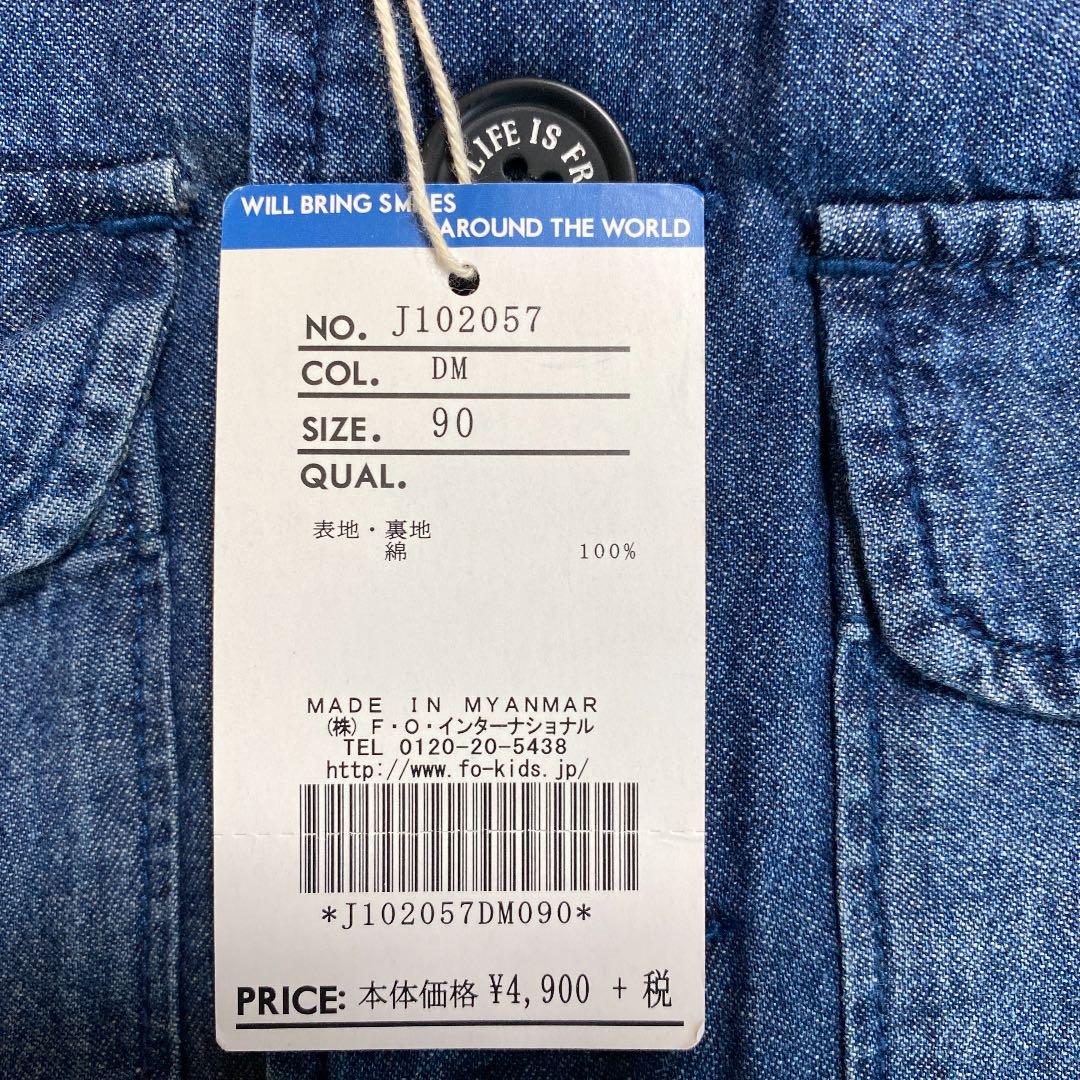 LIFE IS FR
WILL BRING SMILES
AROUND THE WORLD
NO. J102057
COL. DM
SIZE. 90
QUAL.
表地・裏地
綿 100%
MADE IN MYANMAR
(株) F・O・インターナショナル
TEL 0120-20-5438
http://www.fo-kids.jp/
*J102057DM090*
PRICE: 本体価格 ¥4,900 + 税